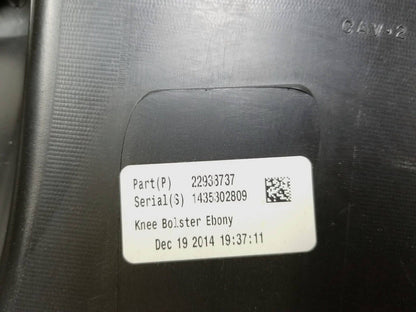 CAV-2
Part(P) 22933737
Serial(S) 1435302809
Knee Bolster Ebony
Dec 19 2014 19:37:11